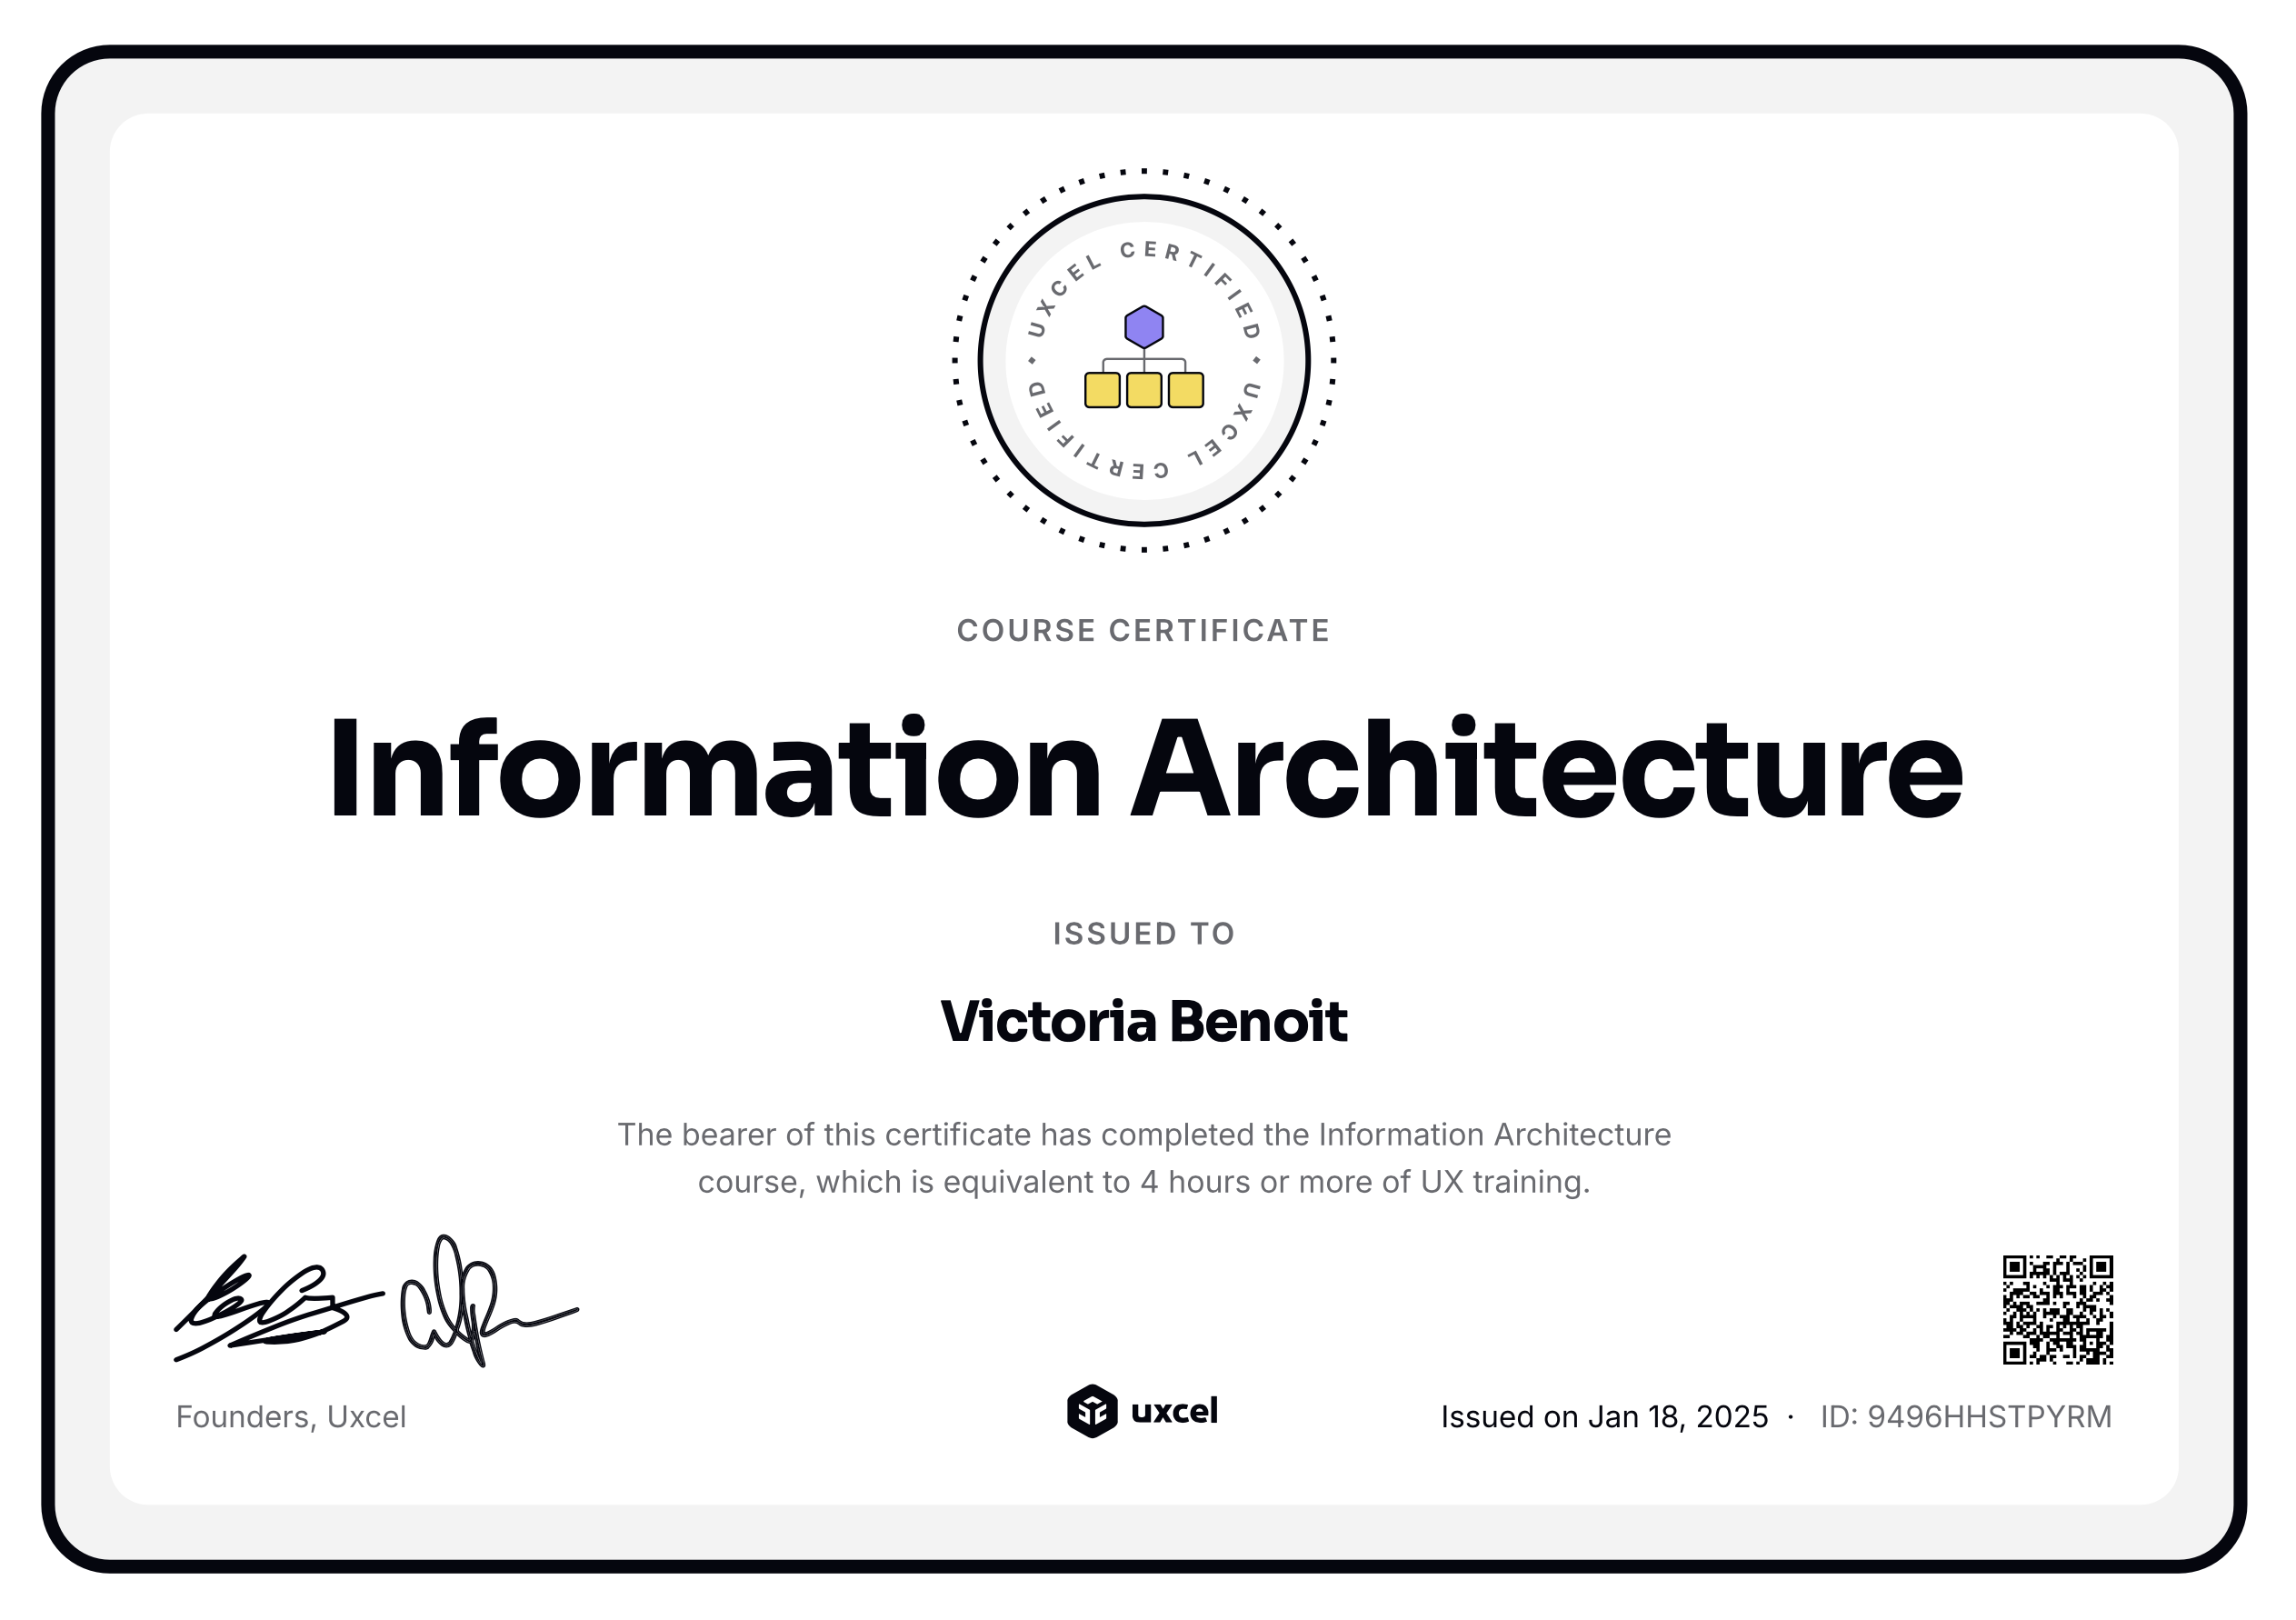 UXCEL CERTIFIED • UXCEL CERTIFIED •
COURSE CERTIFICATE
Information Architecture
ISSUED TO
Victoria Benoit
The bearer of this certificate has completed the Information Architecture
course, which is equivalent to 4 hours or more of UX training.
Founders, Uxcel
uxcel
Issued on Jan 18, 2025 • ID: 9496HHSTPYRM